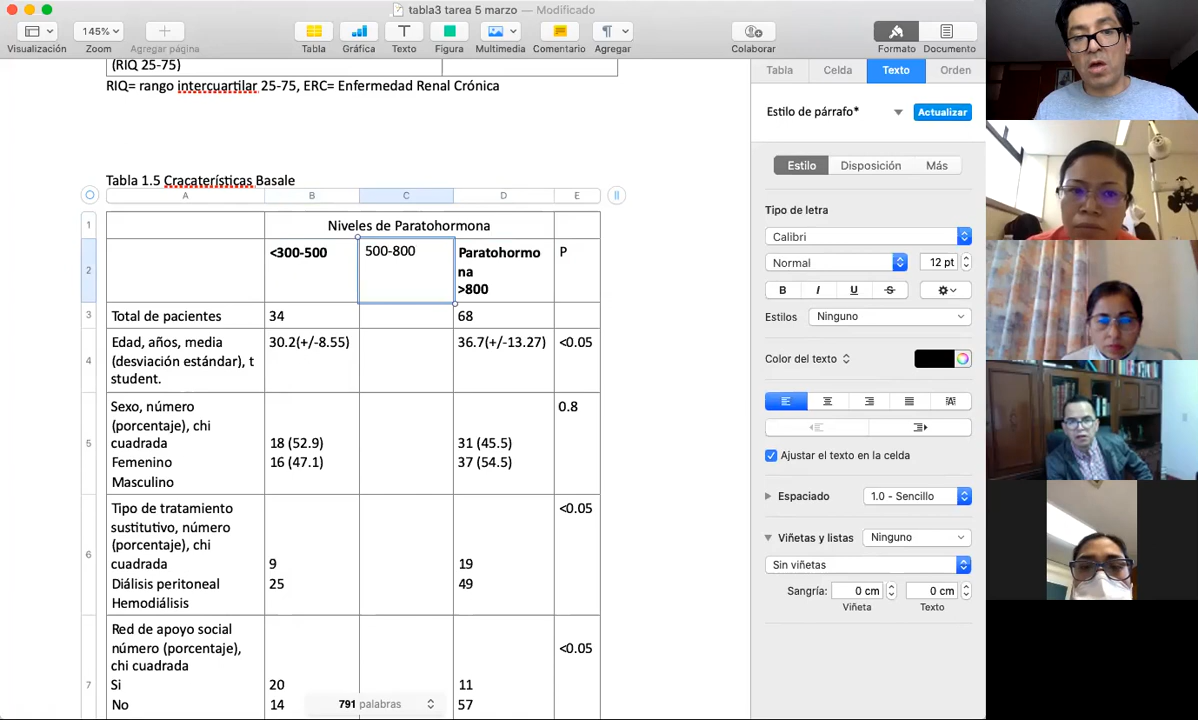 tabla3 tarea 5 marzo — Modificado
145%
Visualización
Zoom
Agregar página
Tabla
Gráfica
Texto
Figura
Multimedia
Comentario
Agregar
Colaborar
Formato
Documento
(RIQ 25-75)
RIQ= rango intercuartilar 25-75, ERC= Enfermedad Renal Crónica
Tabla 1.5 Cracaterísticas Basale
A B C D E
1 Niveles de Paratohormona
2 <300-500 500-800 Paratohormo P
na
>800
3 Total de pacientes 34 68
4 Edad, años, media 30.2(+/-8.55) 36.7(+/-13.27) <0.05
(desviación estándar), t
student.
5 Sexo, número 0.8
(porcentaje), chi
cuadrada 18 (52.9) 31 (45.5)
Femenino 16 (47.1) 37 (54.5)
Masculino
6 Tipo de tratamiento <0.05
sustitutivo, número
(porcentaje), chi
cuadrada 9 19
Diálisis peritoneal 25 49
Hemodiálisis
7 Red de apoyo social
número (porcentaje), <0.05
chi cuadrada
Si 20 11
No 14 57
791 palabras
Tabla Celda Texto Orden
Estilo de párrafo* Actualizar
Estilo Disposición Más
Tipo de letra
Calibri
Normal 12 pt
B I U S
Estilos Ninguno
Color del texto
Ajustar el texto en la celda
Espaciado 1.0 - Sencillo
Viñetas y listas Ninguno
Sin viñetas
Sangría: 0 cm 0 cm
Viñeta Texto